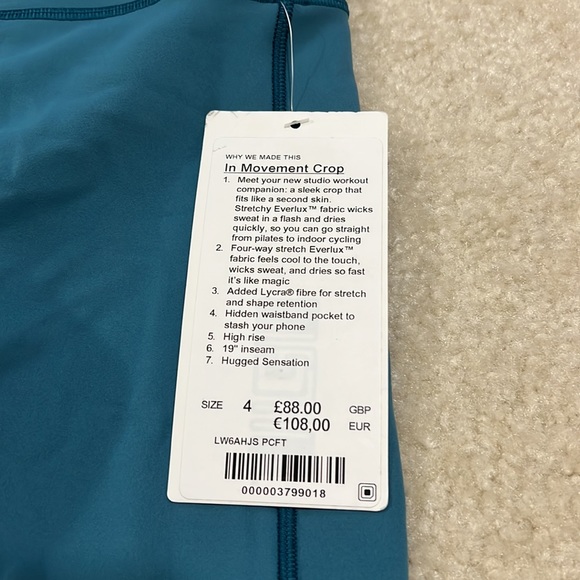 WHY WE MADE THIS
In Movement Crop
1. Meet your new studio workout
companion: a sleek crop that
fits like a second skin.
Stretchy Everlux™ fabric wicks
sweat in a flash and dries
quickly, so you can go straight
from pilates to indoor cycling
2. Four-way stretch Everlux™
fabric feels cool to the touch,
wicks sweat, and dries so fast
it's like magic
3. Added Lycra® fibre for stretch
and shape retention
4. Hidden waistband pocket to
stash your phone
5. High rise
6. 19" inseam
7. Hugged Sensation
SIZE 4 £88.00 GBP
€108,00 EUR
LW6AHJS PCFT
000003799018